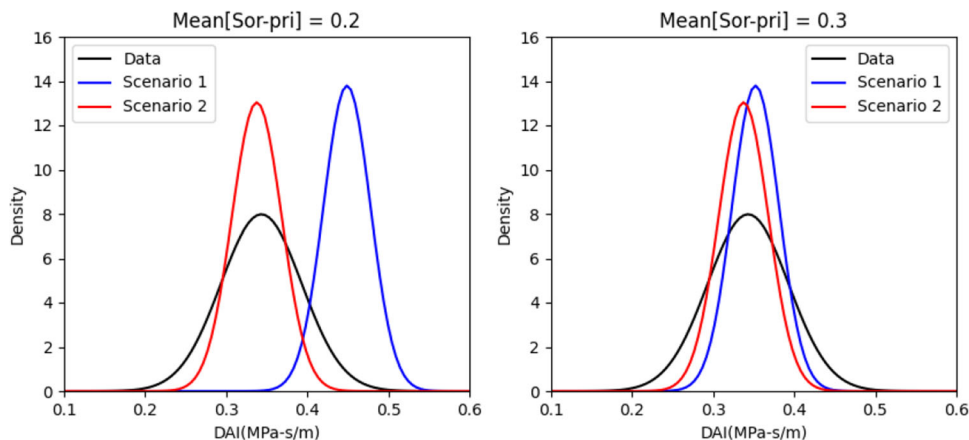 Mean[Sor-pri] = 0.2
16
14
12
10
8
6
4
2
0
Density
Data
Scenario 1
Scenario 2
0.1 0.2 0.3 0.4 0.5 0.6
DAI(MPa-s/m)
Mean[Sor-pri] = 0.3
16
14
12
10
8
6
4
2
0
Density
Data
Scenario 1
Scenario 2
0.1 0.2 0.3 0.4 0.5 0.6
DAI(MPa-s/m)